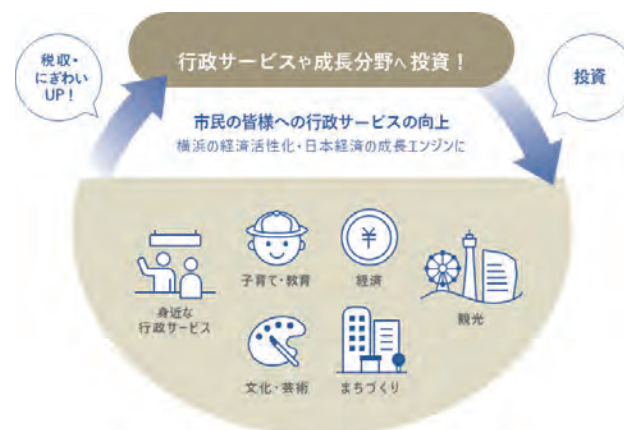 税収・
にぎわい
UP！
行政サービスや成長分野へ投資！
投資
市民の皆様への行政サービスの向上
横浜の経済活性化・日本経済の成長エンジンに
身近な
行政サービス
子育て・教育
¥
経済
観光
文化・芸術
まちづくり